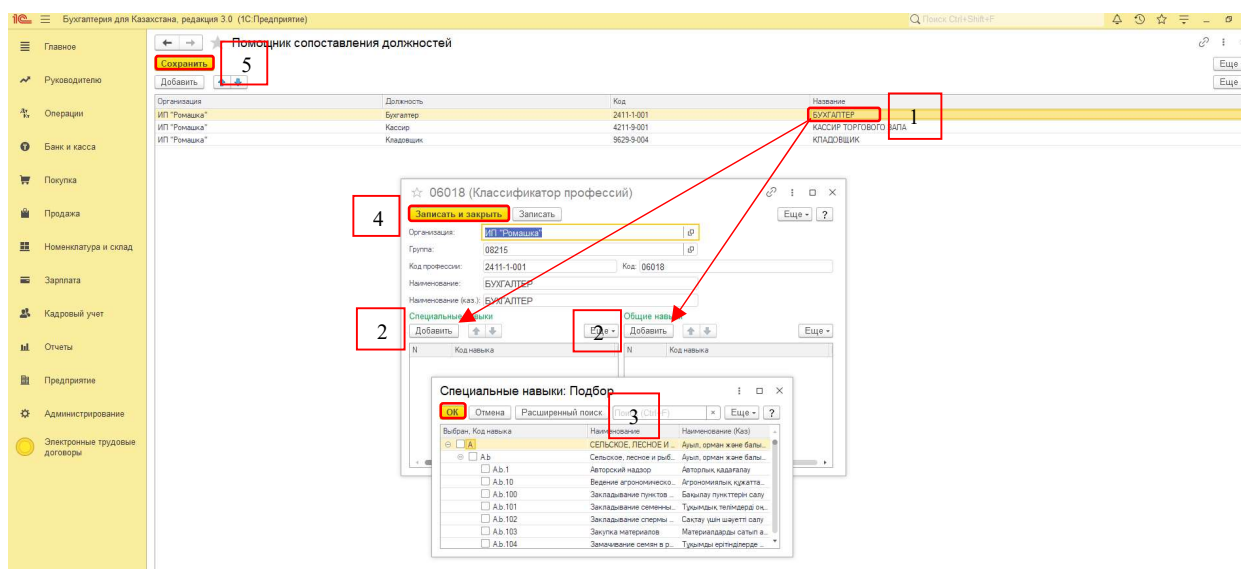 1С Бухгалтерия для Казахстана, редакция 3.0 (1С:Предприятие) Поиск Ctrl+Shift+F
Главное
Руководителю
Операции
Банк и касса
Покупка
Продажа
Номенклатура и склад
Зарплата
Кадровый учет
Отчеты
Предприятие
Администрирование
Электронные трудовые
договоры
Помощник сопоставления должностей
Сохранить 5 Еще
Добавить Еще
Организация Должность Код Название
ИП "Ромашка" Бухгалтер 2411-1-001 БУХГАЛТЕР 1
ИП "Ромашка" Кассир 4211-9-001 КАССИР ТОРГОВОГО ЗАЛА
ИП "Ромашка" Кладовщик 9629-9-004 КЛАДОВЩИК
06018 (Классификатор профессий)
4 Записать и закрыть Записать Еще ?
Организация: ИП "Ромашка"
Группа: 08215
Код профессии: 2411-1-001 Код: 06018
Наименование: БУХГАЛТЕР
Наименование (каз.): БУХГАЛТЕР
Специальные навыки Общие навыки
2 Добавить Еще 2 Добавить Еще
N Код навыка N Код навыка
Специальные навыки: Подбор
ОК Отмена Расширенный поиск 3 Поиск (Ctrl+F) × Еще ?
Выбран, Код навыка Наименование Наименование (Каз)
A СЕЛЬСКОЕ, ЛЕСНОЕ И ... Ауыл, орман және балы...
A.b Сельское, лесное и рыб... Ауыл, орман және балы...
A.b.1 Авторский надзор Авторлық қадағалау
A.b.10 Ведение агрономическо... Агрономиялық құжатта...
A.b.100 Закладывание пунктов ... Бақылау пункттерін салу
A.b.101 Закладывание семенны... Тұқымдық телімдерді оң...
A.b.102 Закладывание спермы ... Сақтау үшін шәуетті салу
A.b.103 Закупка материалов Материалдарды сатып а...
A.b.104 Замачивание семян в р... Тұқымды ерітінділерде ...